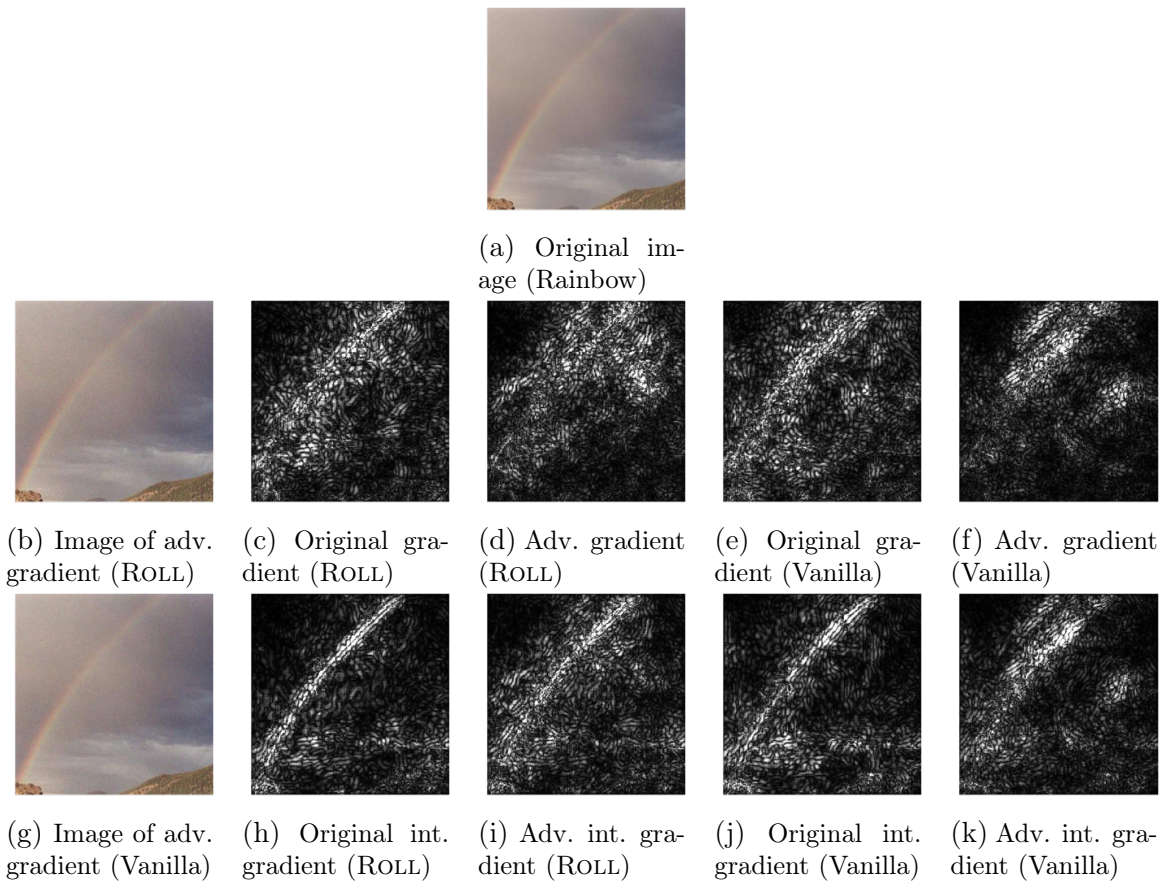 (a) Original im-
age (Rainbow)
(b) Image of adv.
gradient (ROLL)
(c) Original gra-
dient (ROLL)
(d) Adv. gradient
(ROLL)
(e) Original gra-
dient (Vanilla)
(f) Adv. gradient
(Vanilla)
(g) Image of adv.
gradient (Vanilla)
(h) Original int.
gradient (ROLL)
(i) Adv. int. gra-
dient (ROLL)
(j) Original int.
gradient (Vanilla)
(k) Adv. int. gra-
dient (Vanilla)